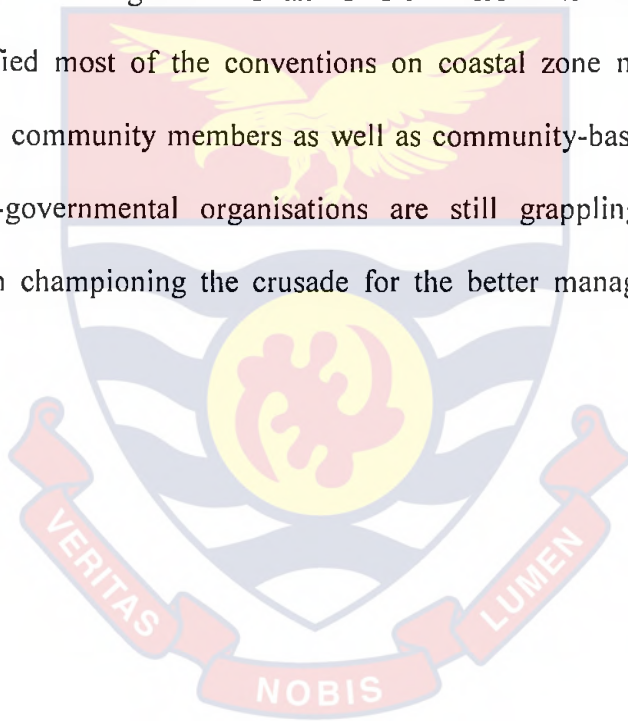 fied most of the conventions on coastal zone m
community members as well as community-bas
-governmental organisations are still grappling
championing the crusade for the better manag
VERITAS
NOBIS
LUMEN